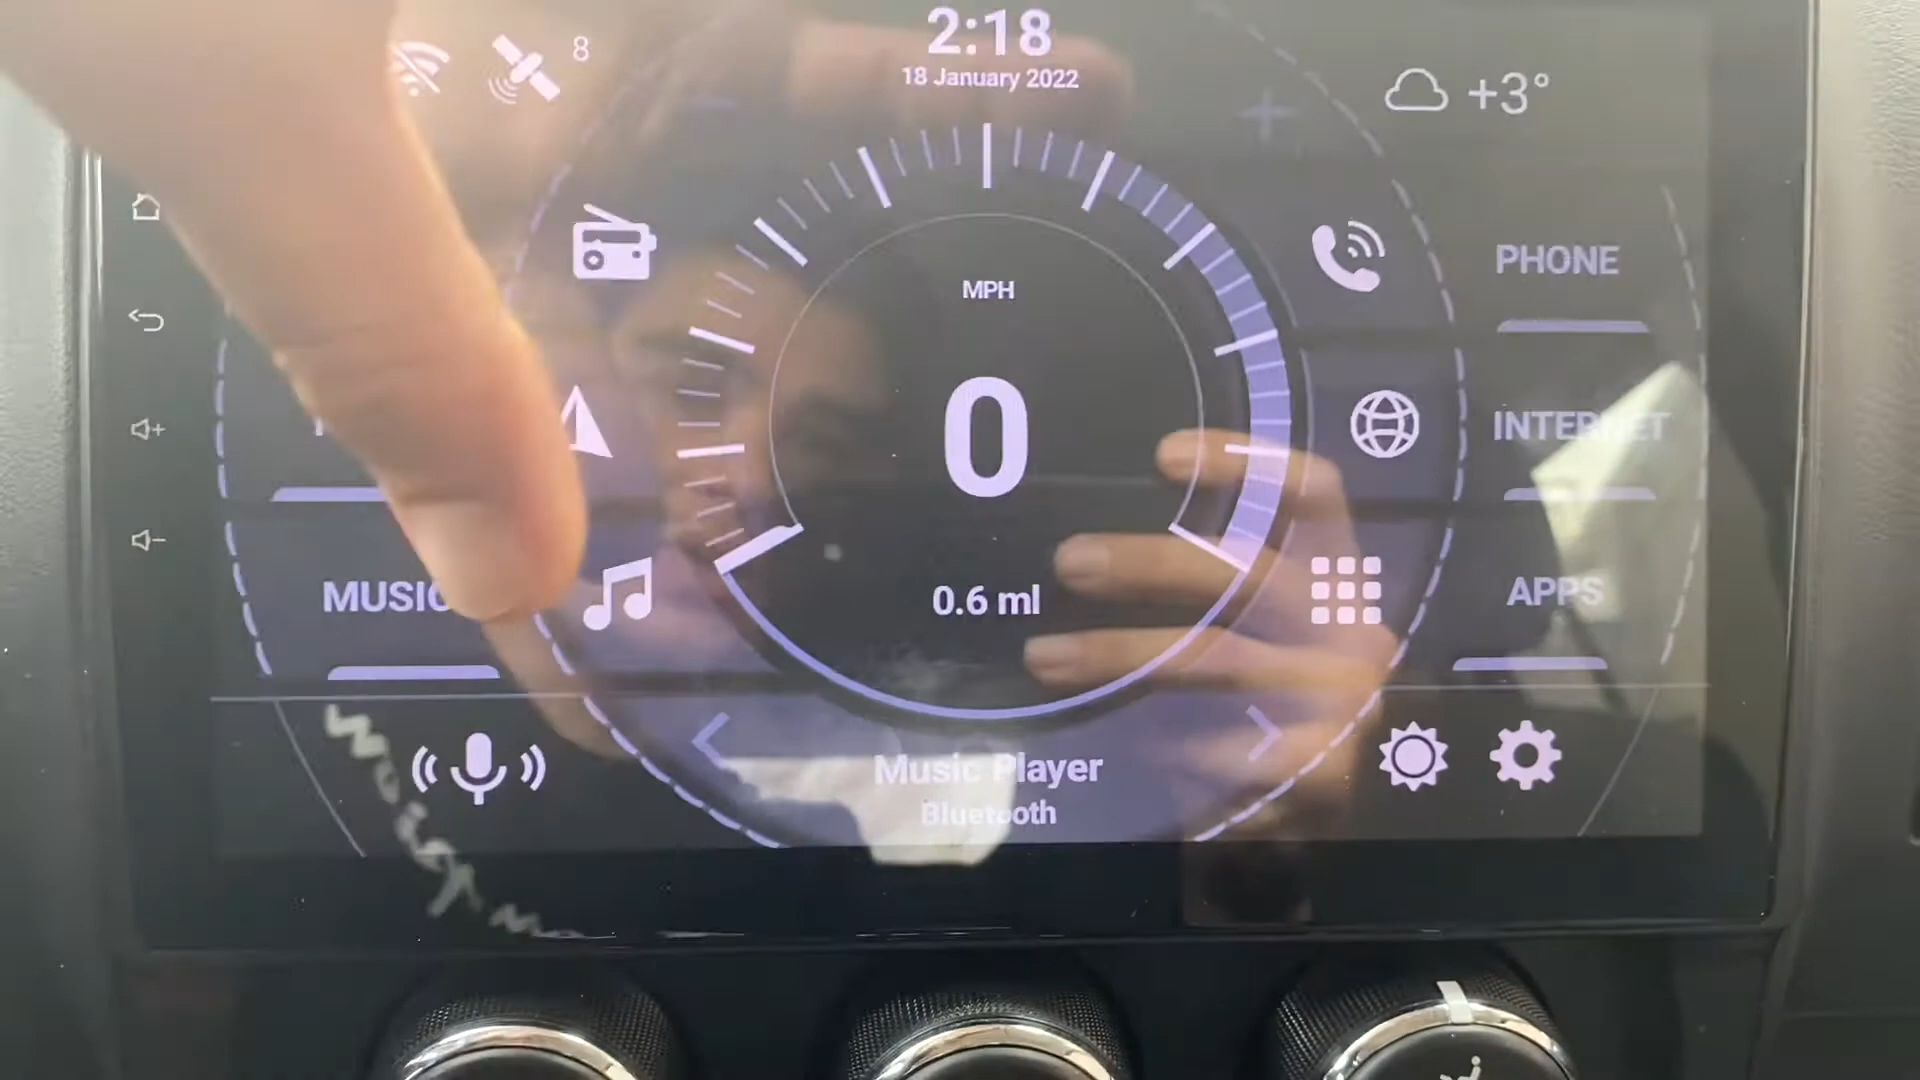 8
2:18
18 January 2022
+3°
MPH
PHONE
0
INTERNET
MUSIC
0.6 ml
APPS
Music Player
Bluetooth